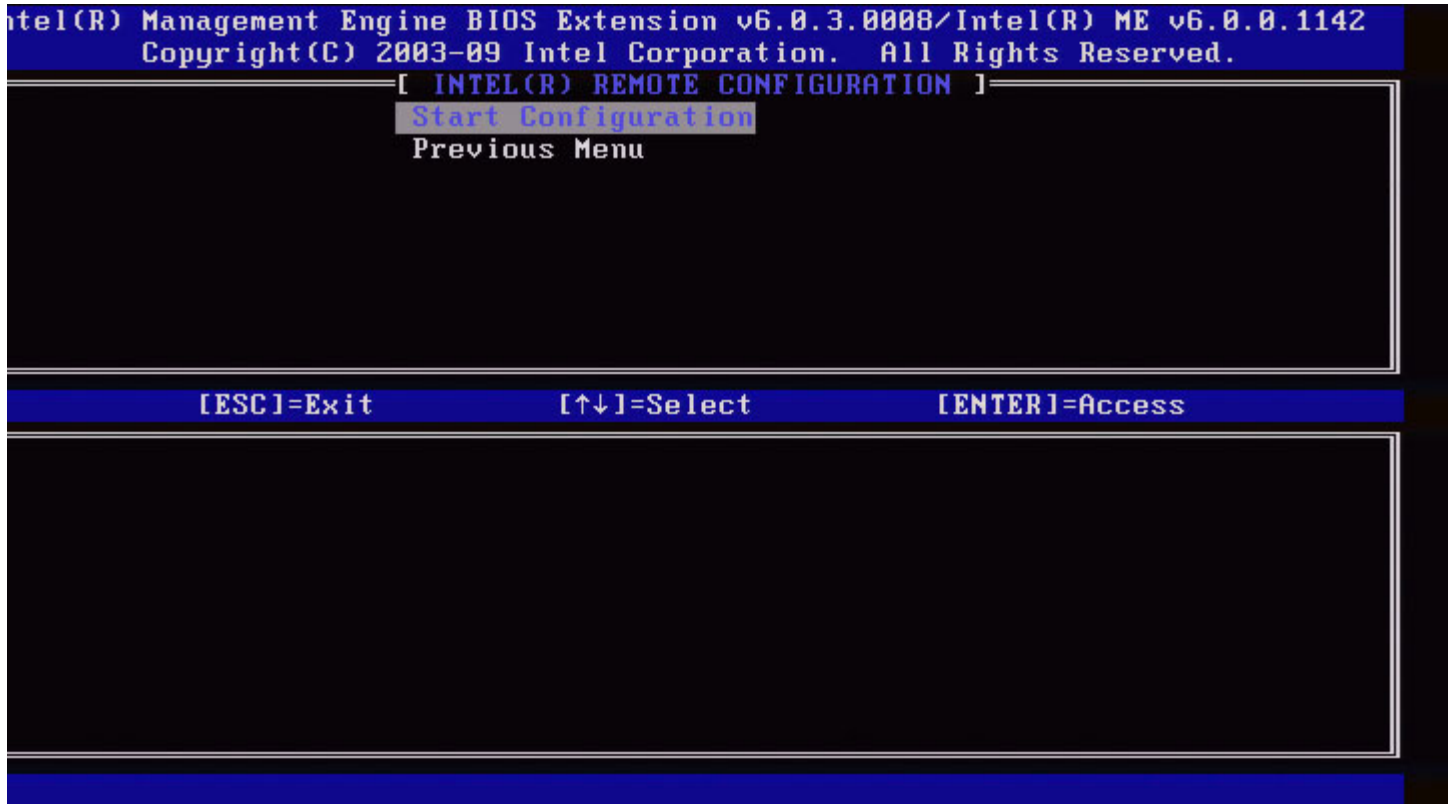 ntel(R) Management Engine BIOS Extension v6.0.3.0008/Intel(R) ME v6.0.0.1142
Copyright(C) 2003-09 Intel Corporation.  All Rights Reserved.
[ INTEL(R) REMOTE CONFIGURATION ]
Start Configuration
Previous Menu
[ESC]=Exit [↑↓]=Select [ENTER]=Access